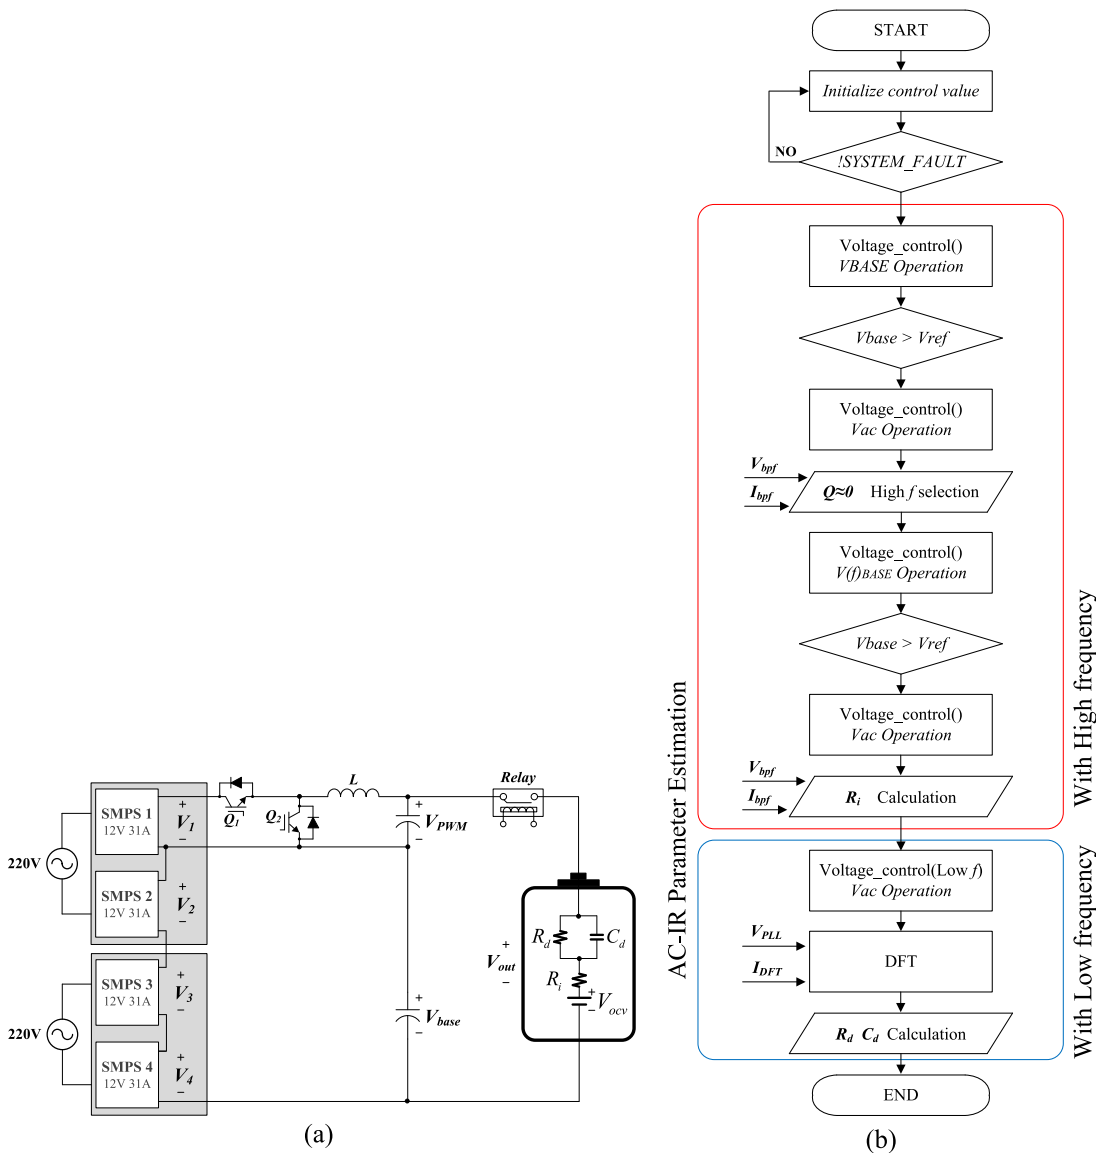 SMPS 1
12V 31A
SMPS 2
12V 31A
SMPS 3
12V 31A
SMPS 4
12V 31A
220V
220V
+
V1
−
+
V2
−
+
V3
−
+
V4
−
Q1
Q2
L
+
VPWM
−
Relay
+
Vbase
−
+
Vout
−
Rd
Cd
Ri
+
Vocv
−
(a)
START
Initialize control value
NO
!SYSTEM_FAULT
Voltage_control()
VBASE Operation
Vbase > Vref
Voltage_control()
Vac Operation
Vbpf
Ibpf
Q≈0 High f selection
Voltage_control()
V(f)BASE Operation
Vbase > Vref
Voltage_control()
Vac Operation
Vbpf
Ibpf
Ri Calculation
Voltage_control(Low f)
Vac Operation
VPLL
IDFT
DFT
Rd Cd Calculation
END
AC-IR Parameter Estimation
With High frequency
With Low frequency
(b)